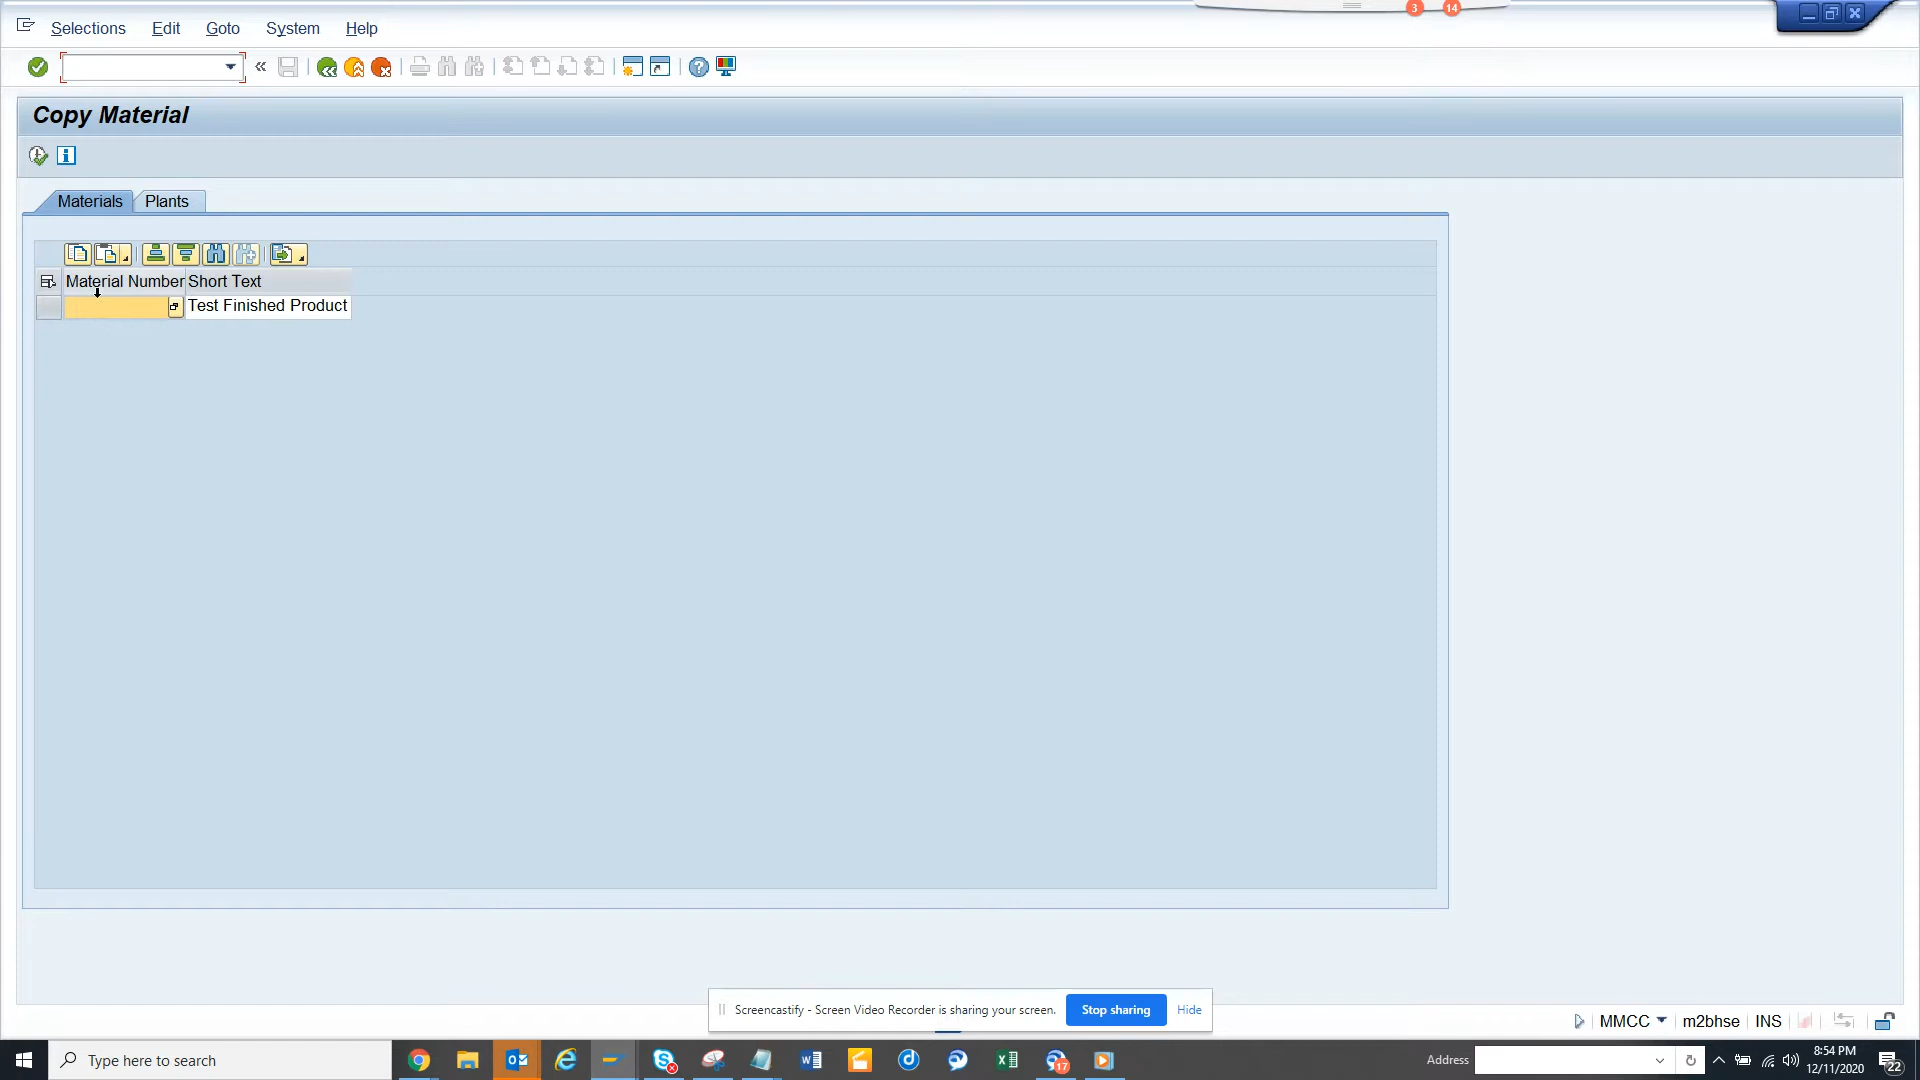 3 14
Selections Edit Goto System Help
Copy Material
Materials Plants
Material Number Short Text
Test Finished Product
Screencastify - Screen Video Recorder is sharing your screen. Stop sharing Hide
MMCC m2bhse INS
Type here to search
17
Address
8:54 PM
12/11/2020
22